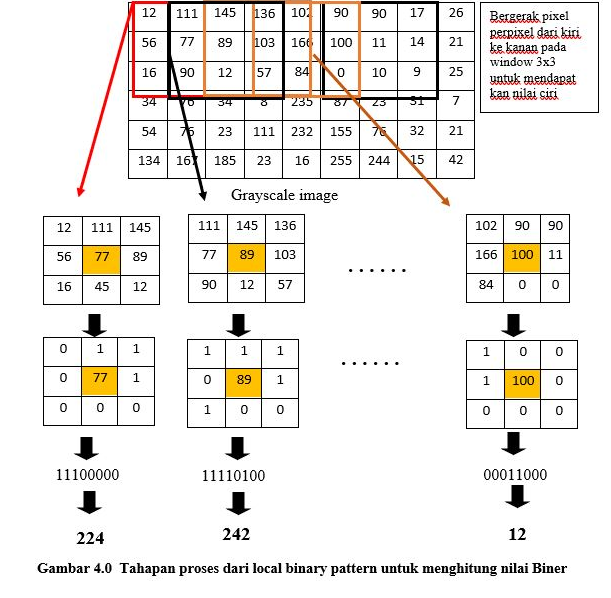 12 111 145 136 102 90 90 17 26
56 77 89 103 166 100 11 14 21
16 90 12 57 84 0 10 9 25
34 76 34 8 235 87 23 31 7
54 76 23 111 232 155 76 32 21
134 167 185 23 16 255 244 15 42
Bergerak pixel
perpixel dari kiri
ke kanan pada
window 3x3
untuk mendapat
kan nilai ciri
Grayscale image
12 111 145
56 77 89
16 45 12
111 145 136
77 89 103
90 12 57
......
102 90 90
166 100 11
84 0 0
0 1 1
0 77 1
0 0 0
1 1 1
0 89 1
1 0 0
......
1 0 0
1 100 0
0 0 0
11100000
11110100
00011000
224
242
12
Gambar 4.0 Tahapan proses dari local binary pattern untuk menghitung nilai Biner